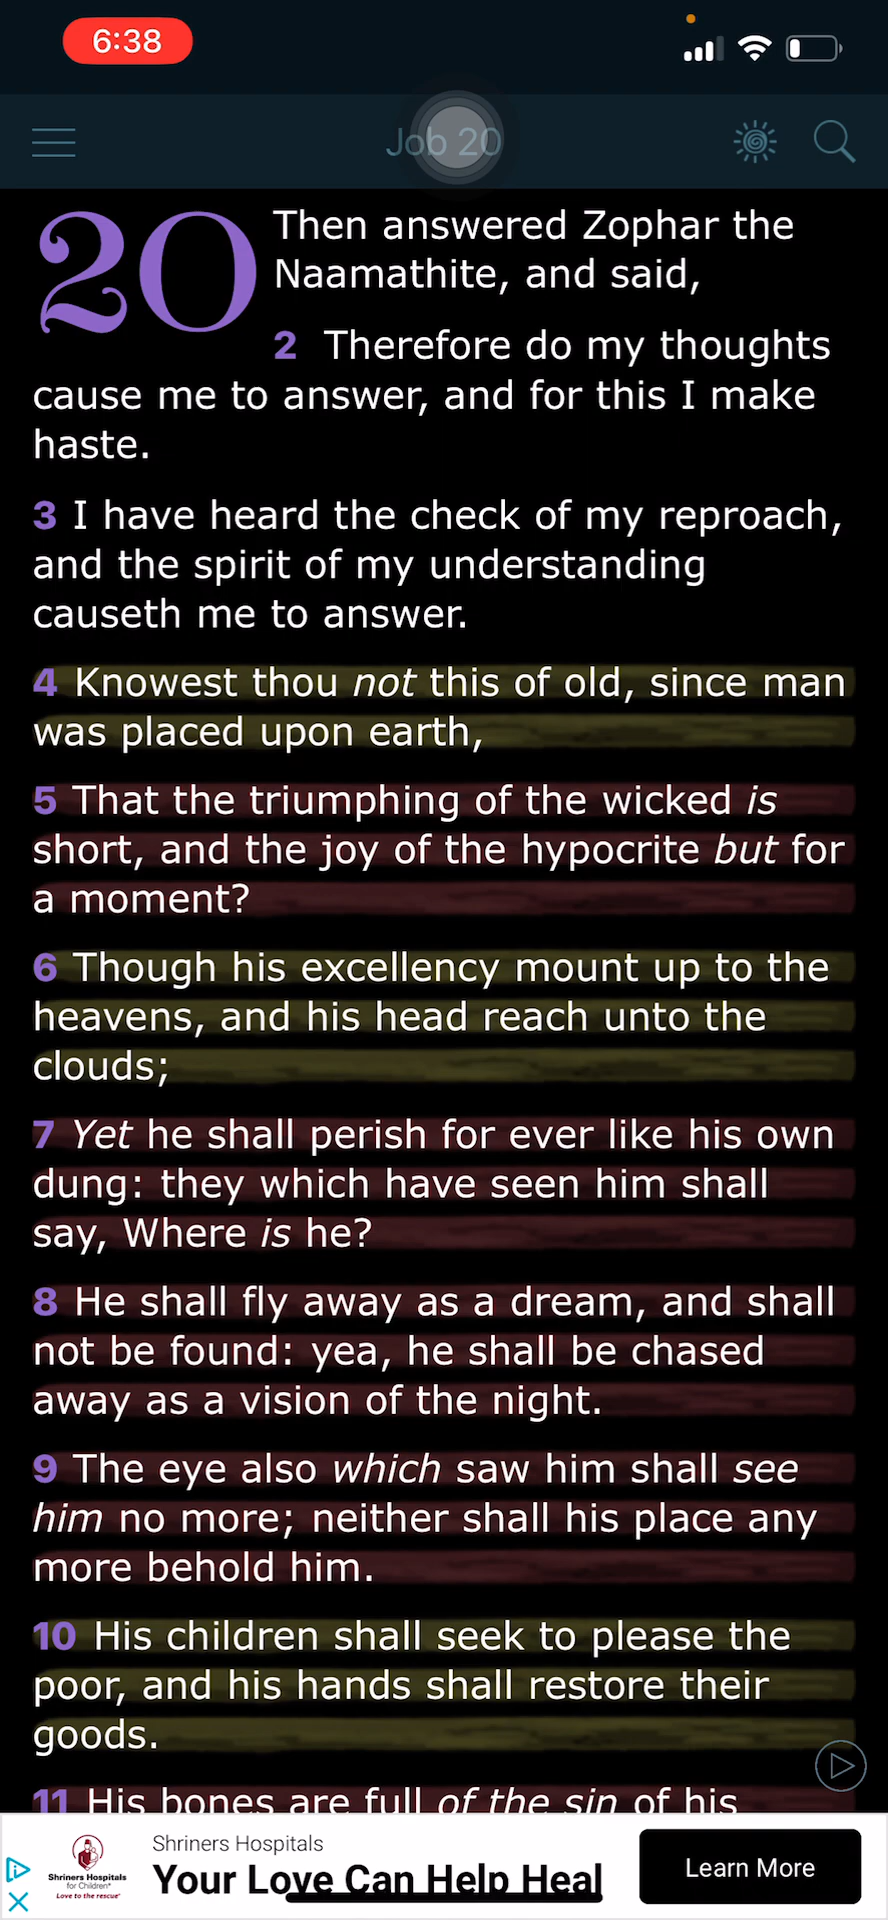 6:38
Job 20
20 Then answered Zophar the
Naamathite, and said,
2 Therefore do my thoughts
cause me to answer, and for this I make
haste.
3 I have heard the check of my reproach,
and the spirit of my understanding
causeth me to answer.
4 Knowest thou not this of old, since man
was placed upon earth,
5 That the triumphing of the wicked is
short, and the joy of the hypocrite but for
a moment?
6 Though his excellency mount up to the
heavens, and his head reach unto the
clouds;
7 Yet he shall perish for ever like his own
dung: they which have seen him shall
say, Where is he?
8 He shall fly away as a dream, and shall
not be found: yea, he shall be chased
away as a vision of the night.
9 The eye also which saw him shall see
him no more; neither shall his place any
more behold him.
10 His children shall seek to please the
poor, and his hands shall restore their
goods.
11 His bones are full of the sin of his
Shriners Hospitals
Your Love Can Help Heal
Learn More
Shriners Hospitals
for Children®
Love to the rescue®